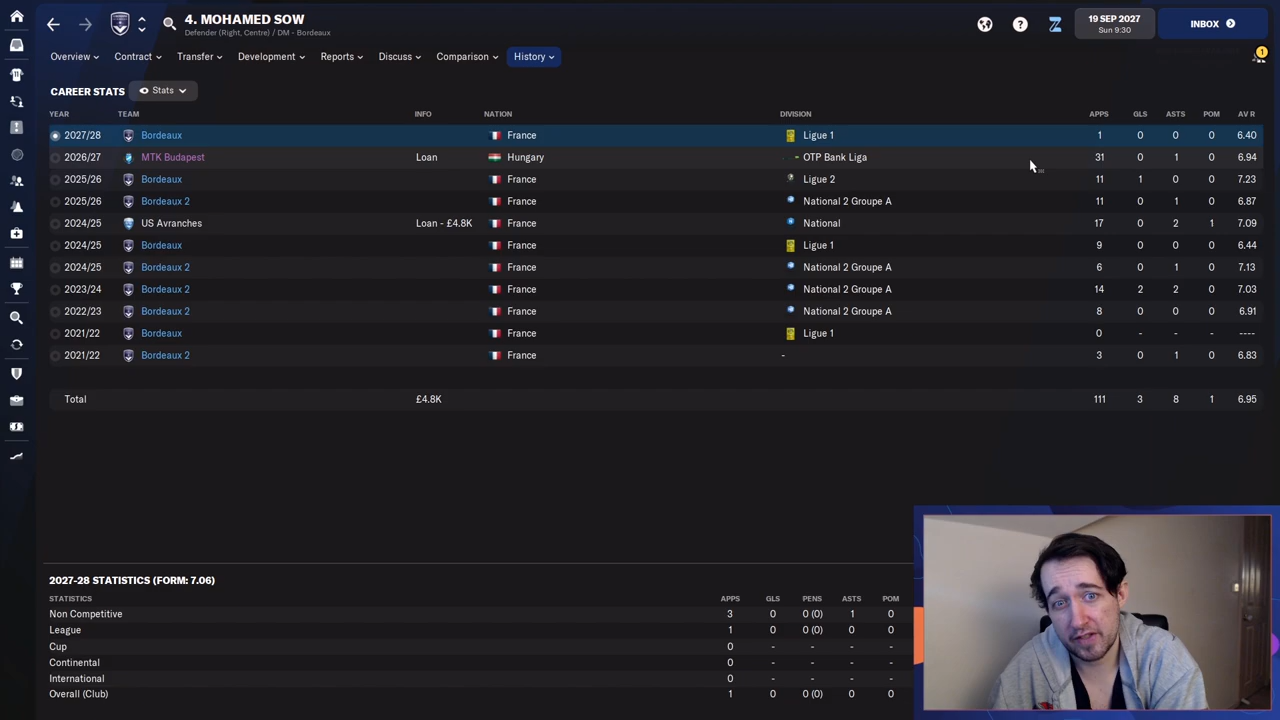 4. MOHAMED SOW
Defender (Right, Centre) / DM - Bordeaux
19 SEP 2027
Sun 9:30
INBOX
Overview Contract Transfer Development Reports Discuss Comparison History
1
CAREER STATS Stats
YEAR TEAM INFO NATION DIVISION APPS GLS ASTS POM AV R
2027/28 Bordeaux France Ligue 1 1 0 0 0 6.40
2026/27 MTK Budapest Loan Hungary OTP Bank Liga 31 0 1 0 6.94
2025/26 Bordeaux France Ligue 2 11 1 0 0 7.23
2025/26 Bordeaux 2 France National 2 Groupe A 11 0 1 0 6.87
2024/25 US Avranches Loan - £4.8K France National 17 0 2 1 7.09
2024/25 Bordeaux France Ligue 1 9 0 0 0 6.44
2024/25 Bordeaux 2 France National 2 Groupe A 6 0 1 0 7.13
2023/24 Bordeaux 2 France National 2 Groupe A 14 2 2 0 7.03
2022/23 Bordeaux 2 France National 2 Groupe A 8 0 0 0 6.91
2021/22 Bordeaux France Ligue 1 0 - - - ----
2021/22 Bordeaux 2 France - 3 0 1 0 6.83
Total £4.8K 111 3 8 1 6.95
2027-28 STATISTICS (FORM: 7.06)
STATISTICS APPS GLS PENS ASTS POM
Non Competitive 3 0 0 (0) 1 0
League 1 0 0 (0) 0 0
Cup 0 - - - -
Continental 0 - - - -
International 0 - - - -
Overall (Club) 1 0 0 (0) 0 0